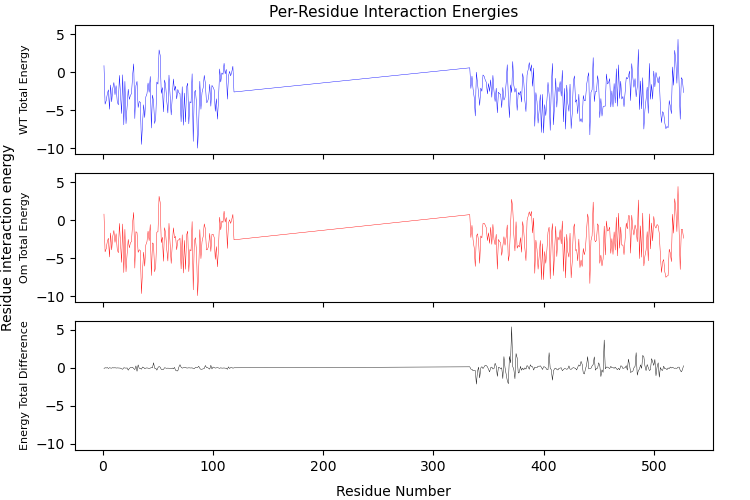 Per-Residue Interaction Energies
Residue interaction energy
WT Total Energy
5
0
−5
−10
Om Total Energy
5
0
−5
−10
Energy Total Difference
5
0
−5
−10
0 100 200 300 400 500
Residue Number